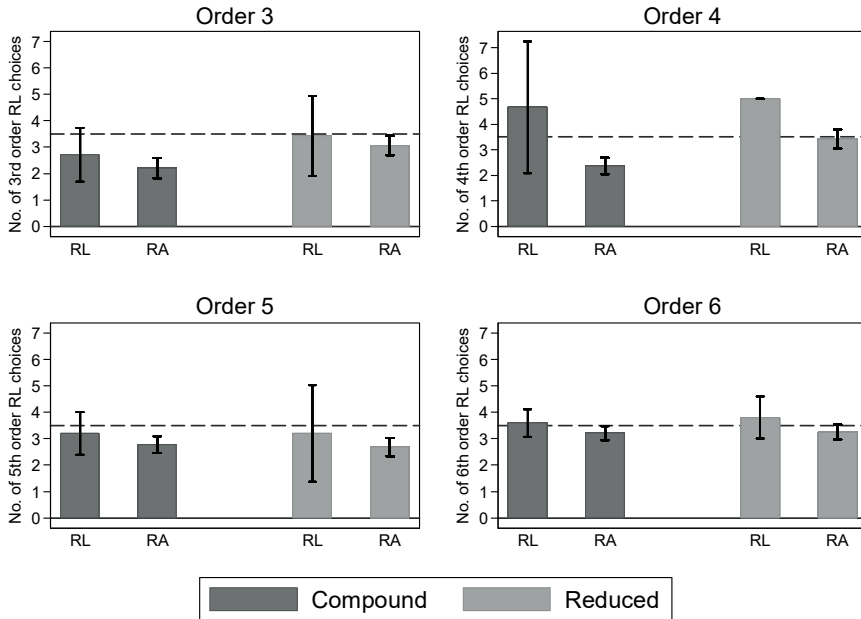 Order 3
No. of 3rd order RL choices
7
6
5
4
3
2
1
0
RL RA RL RA
Order 4
No. of 4th order RL choices
7
6
5
4
3
2
1
0
RL RA RL RA
Order 5
No. of 5th order RL choices
7
6
5
4
3
2
1
0
RL RA RL RA
Order 6
No. of 6th order RL choices
7
6
5
4
3
2
1
0
RL RA RL RA
Compound Reduced